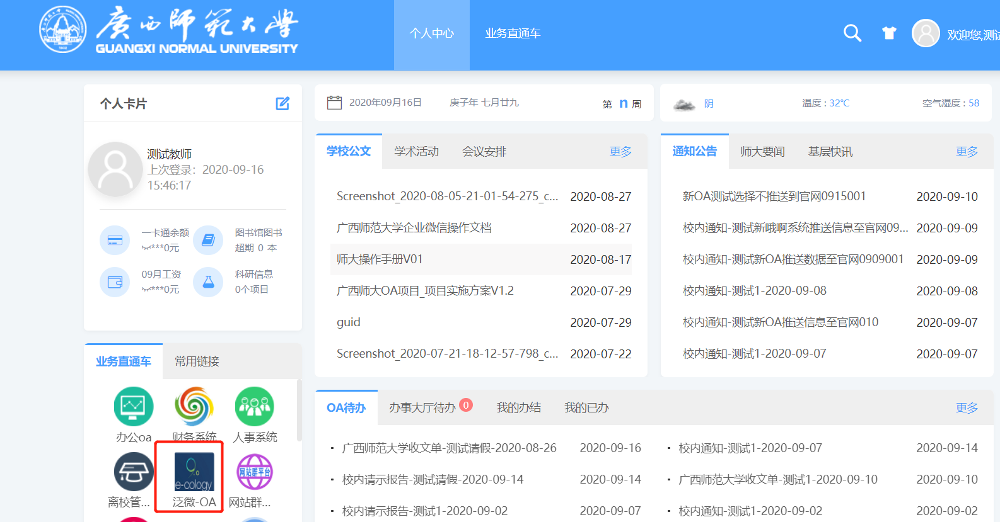 廣西師範大學
GUANGXI NORMAL UNIVERSITY
个人中心
业务直通车
欢迎您,测试
个人卡片
测试教师
上次登录: 2020-09-16
15:46:17
一卡通余额
***0元
图书馆图书
超期 0 本
09月工资
***0元
科研信息
0个项目
2020年09月16日 庚子年 七月廿九 第 n 周
阴 温度 : 32℃ 空气湿度 : 58
学校公文 学术活动 会议安排 更多
Screenshot_2020-08-05-21-01-54-275_c... 2020-08-27
广西师范大学企业微信操作文档 2020-08-27
师大操作手册V01 2020-08-17
广西师大OA项目_项目实施方案V1.2 2020-07-29
guid 2020-07-29
Screenshot_2020-07-21-18-12-57-798_c... 2020-07-22
通知公告 师大要闻 基层快讯 更多
新OA测试选择不推送到官网0915001 2020-09-10
校内通知-测试新哦啊系统推送信息至官网09... 2020-09-09
校内通知-测试新OA推送数据至官网0909001 2020-09-09
校内通知-测试1-2020-09-08 2020-09-08
校内通知-测试新OA推送信息至官网010 2020-09-07
校内通知-测试1-2020-09-07 2020-09-07
业务直通车 常用链接
办公oa 财务系统 人事系统
e-cology
网站群平台
离校管... 泛微-OA 网站群...
OA待办 办事大厅待办 0 我的办结 我的已办 更多
广西师范大学收文单-测试请假-2020-08-26 2020-09-16
校内通知-测试1-2020-09-07 2020-09-14
校内请示报告-测试请假-2020-09-14 2020-09-14
广西师范大学收文单-测试1-2020-09-10 2020-09-10
校内请示报告-测试1-2020-09-02 2020-09-07
校内通知-测试1-2020-09-02 2020-09-02